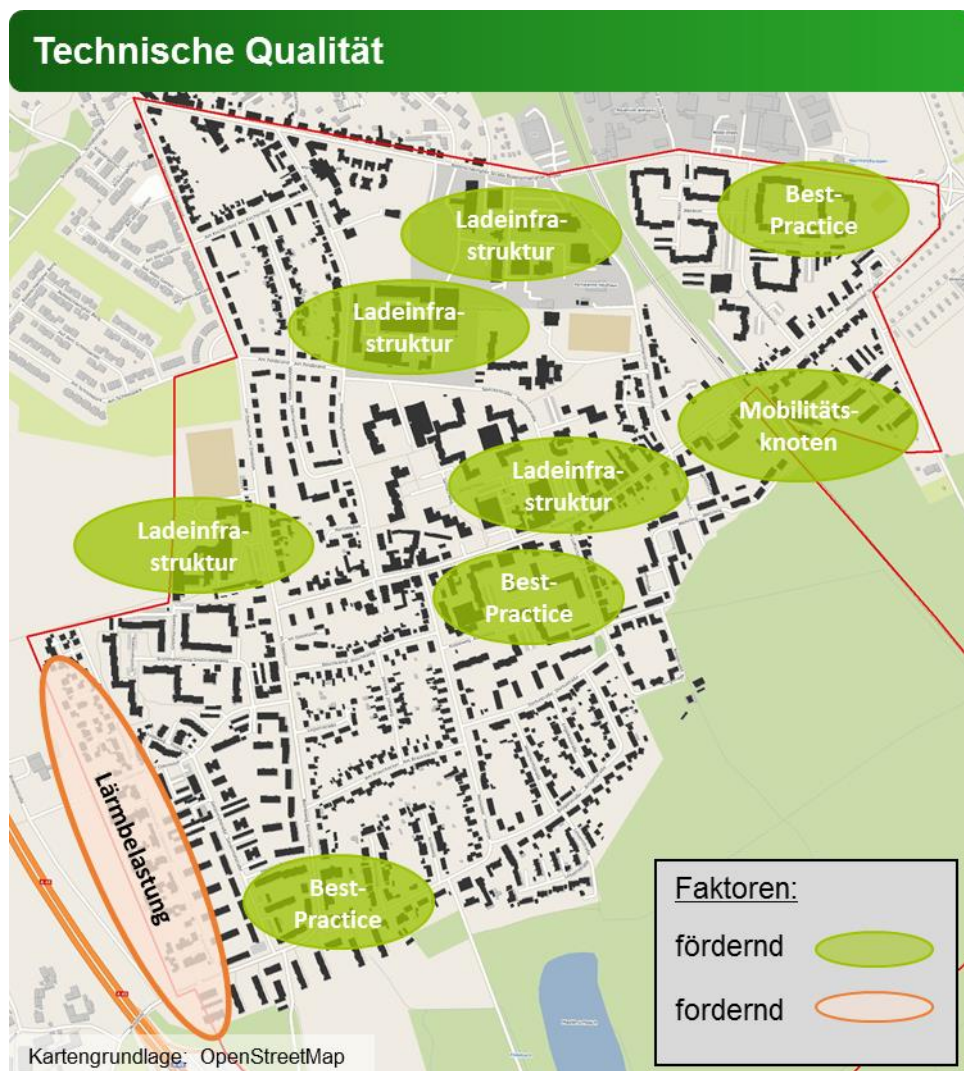 Technische Qualität
Best-
Practice
Ladeinfra-
struktur
Ladeinfra-
struktur
Mobilitäts-
knoten
Ladeinfra-
struktur
Ladeinfra-
struktur
Best-
Practice
Lärmbelastung
Best-
Practice
Faktoren:
fördernd
fordernd
Kartengrundlage: OpenStreetMap